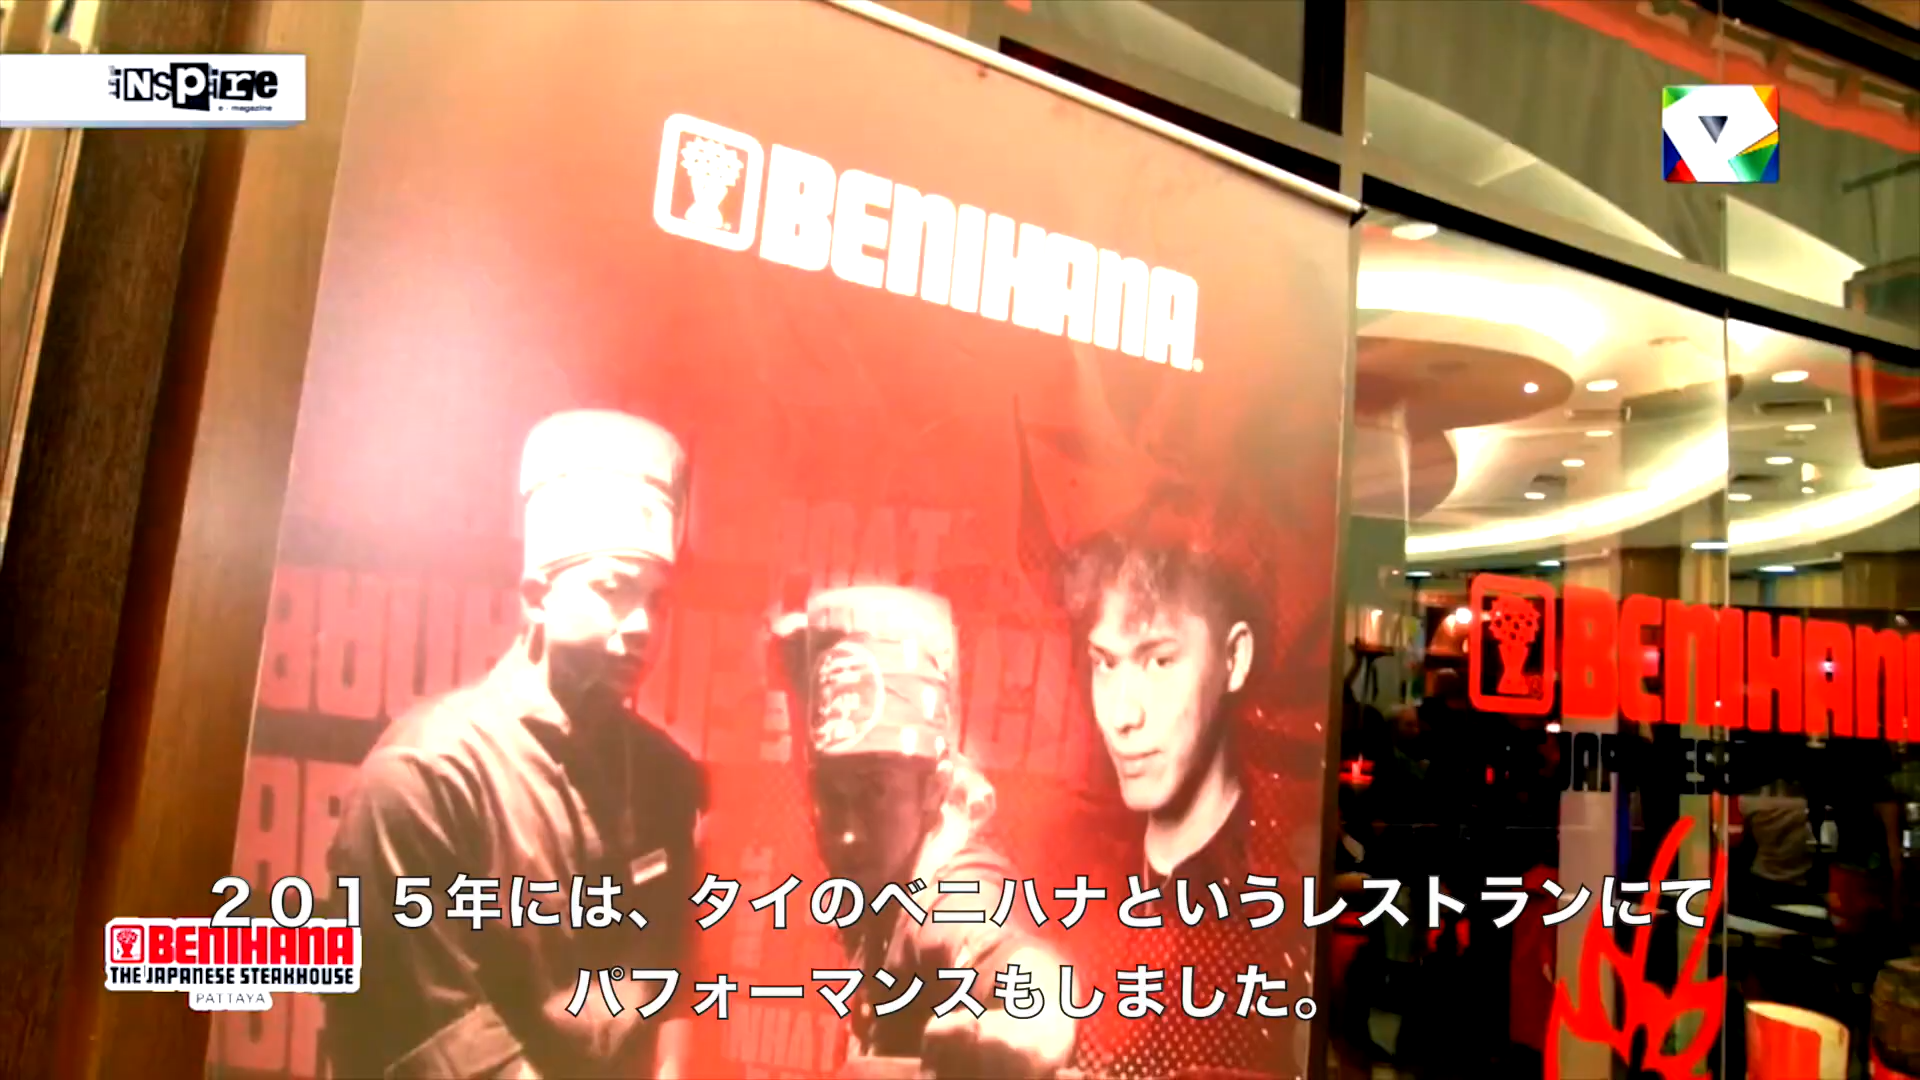 iNSPire
e - magazine
BENIHANA
BENIHANA
JAPANESE
２０１５年には、タイのベニハナというレストランにて
パフォーマンスもしました。
BENIHANA
THE JAPANESE STEAKHOUSE
PATTAYA